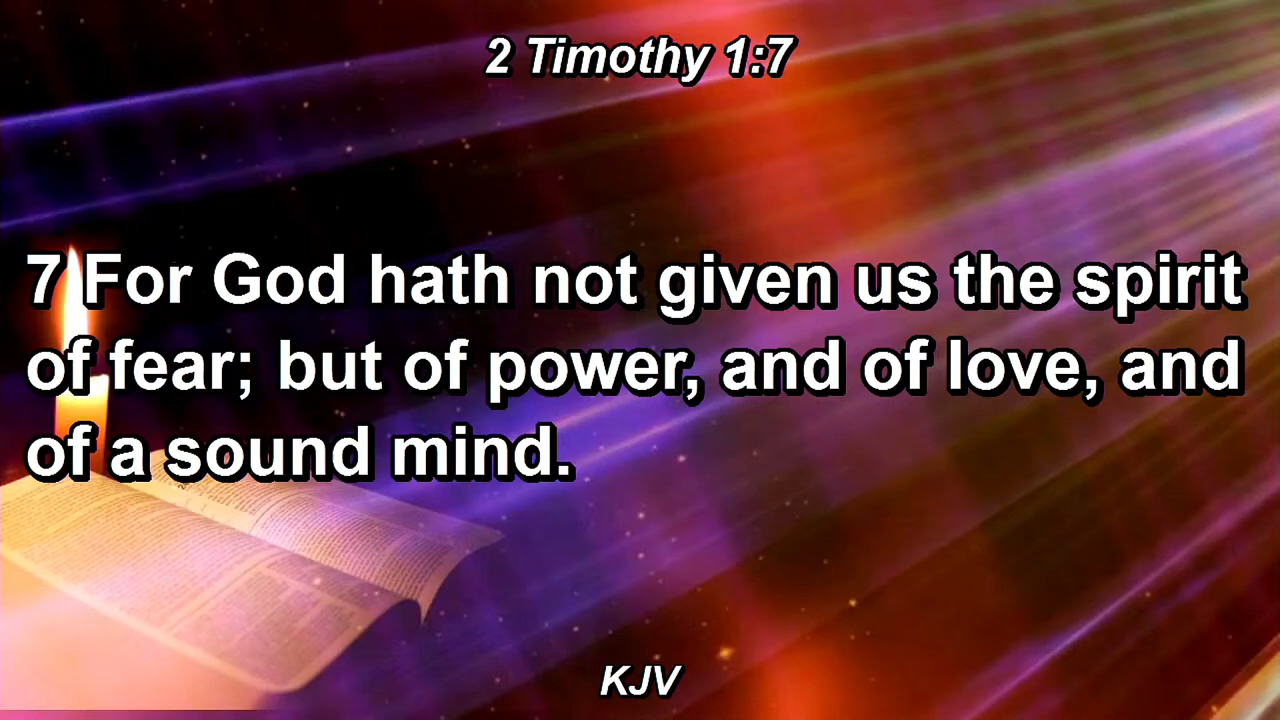 2 Timothy 1:7
7 For God hath not given us the spirit
of fear; but of power, and of love, and
of a sound mind.
KJV